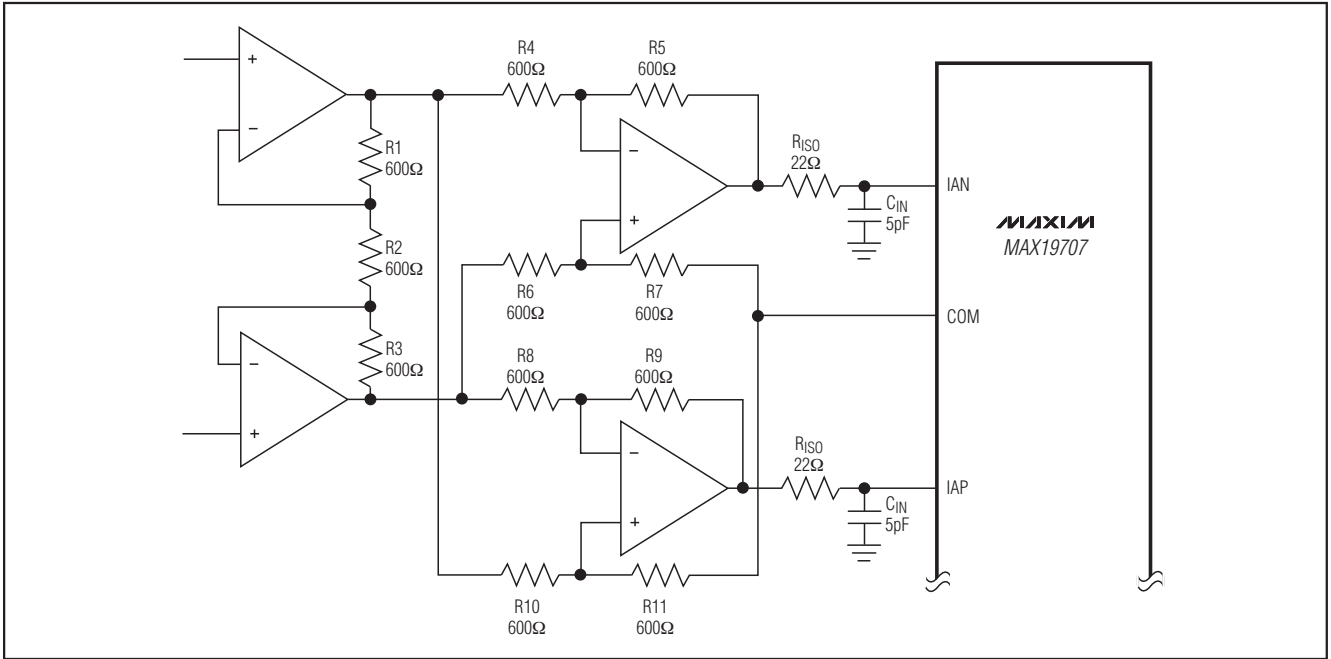 +
−
R1
600Ω
R2
600Ω
R3
600Ω
−
+
R4
600Ω
R5
600Ω
−
+
R6
600Ω
R7
600Ω
R8
600Ω
R9
600Ω
−
+
R10
600Ω
R11
600Ω
RISO
22Ω
CIN
5pF
RISO
22Ω
CIN
5pF
IAN
MAXIM
MAX19707
COM
IAP